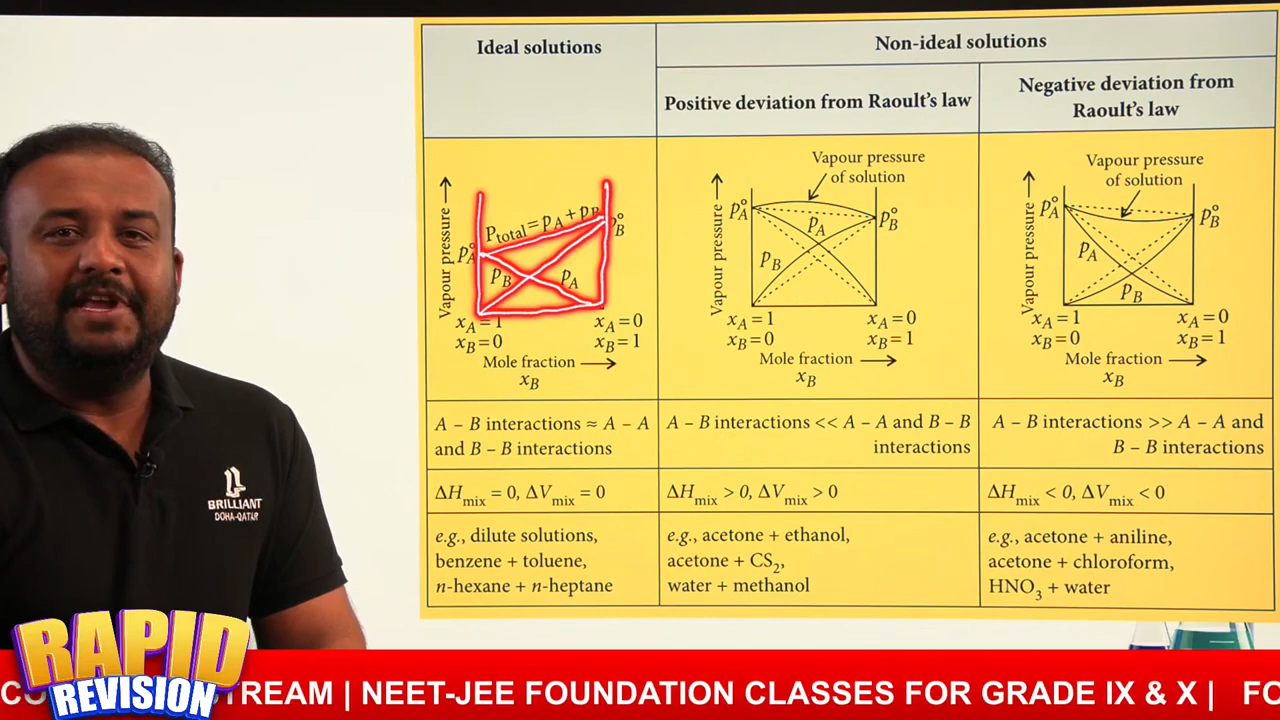 Ideal solutions
Non-ideal solutions
Positive deviation from Raoult's law
Negative deviation from
Raoult's law
Vapour pressure →
p°A
Ptotal = pA + pB
p°B
pB
pA
xA = 1
xB = 0
xA = 0
xB = 1
Mole fraction →
xB
Vapour pressure →
Vapour pressure
of solution
p°A
p°B
pA
pB
xA = 1
xB = 0
xA = 0
xB = 1
Mole fraction →
xB
Vapour pressure →
Vapour pressure
of solution
p°A
p°B
pA
pB
xA = 1
xB = 0
xA = 0
xB = 1
Mole fraction →
xB
A – B interactions ≈ A – A
and B – B interactions
A – B interactions << A – A and B – B
interactions
A – B interactions >> A – A and
B – B interactions
ΔHmix = 0, ΔVmix = 0
ΔHmix > 0, ΔVmix > 0
ΔHmix < 0, ΔVmix < 0
e.g., dilute solutions,
benzene + toluene,
n-hexane + n-heptane
e.g., acetone + ethanol,
acetone + CS2,
water + methanol
e.g., acetone + aniline,
acetone + chloroform,
HNO3 + water
BRILLIANT
DOHA-QATAR
RAPID
REVISION
TREAM | NEET-JEE FOUNDATION CLASSES FOR GRADE IX & X |